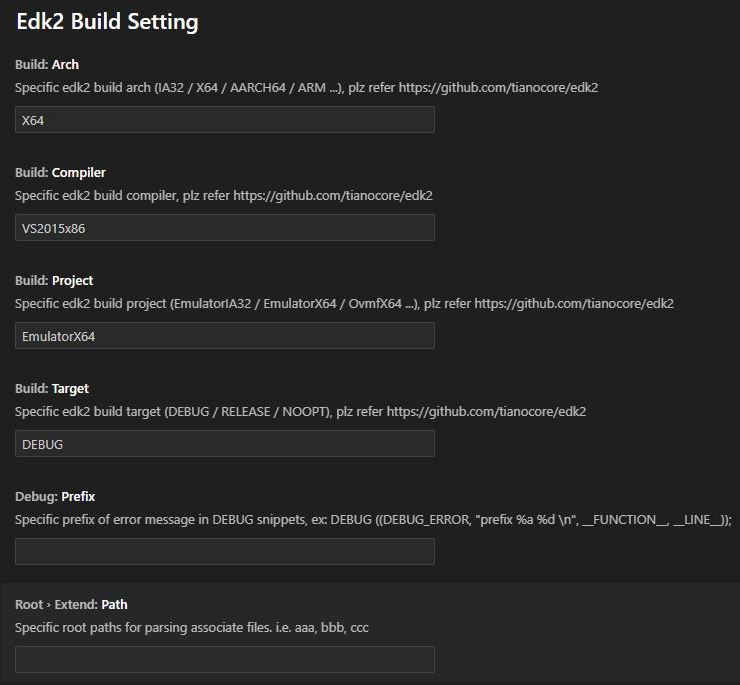 Edk2 Build Setting
Build: Arch
Specific edk2 build arch (IA32 / X64 / AARCH64 / ARM ...), plz refer https://github.com/tianocore/edk2
X64
Build: Compiler
Specific edk2 build compiler, plz refer https://github.com/tianocore/edk2
VS2015x86
Build: Project
Specific edk2 build project (EmulatorIA32 / EmulatorX64 / OvmfX64 ...), plz refer https://github.com/tianocore/edk2
EmulatorX64
Build: Target
Specific edk2 build target (DEBUG / RELEASE / NOOPT), plz refer https://github.com/tianocore/edk2
DEBUG
Debug: Prefix
Specific prefix of error message in DEBUG snippets, ex: DEBUG ((DEBUG_ERROR, "prefix %a %d \n", __FUNCTION__, __LINE__));
Root › Extend: Path
Specific root paths for parsing associate files. i.e. aaa, bbb, ccc